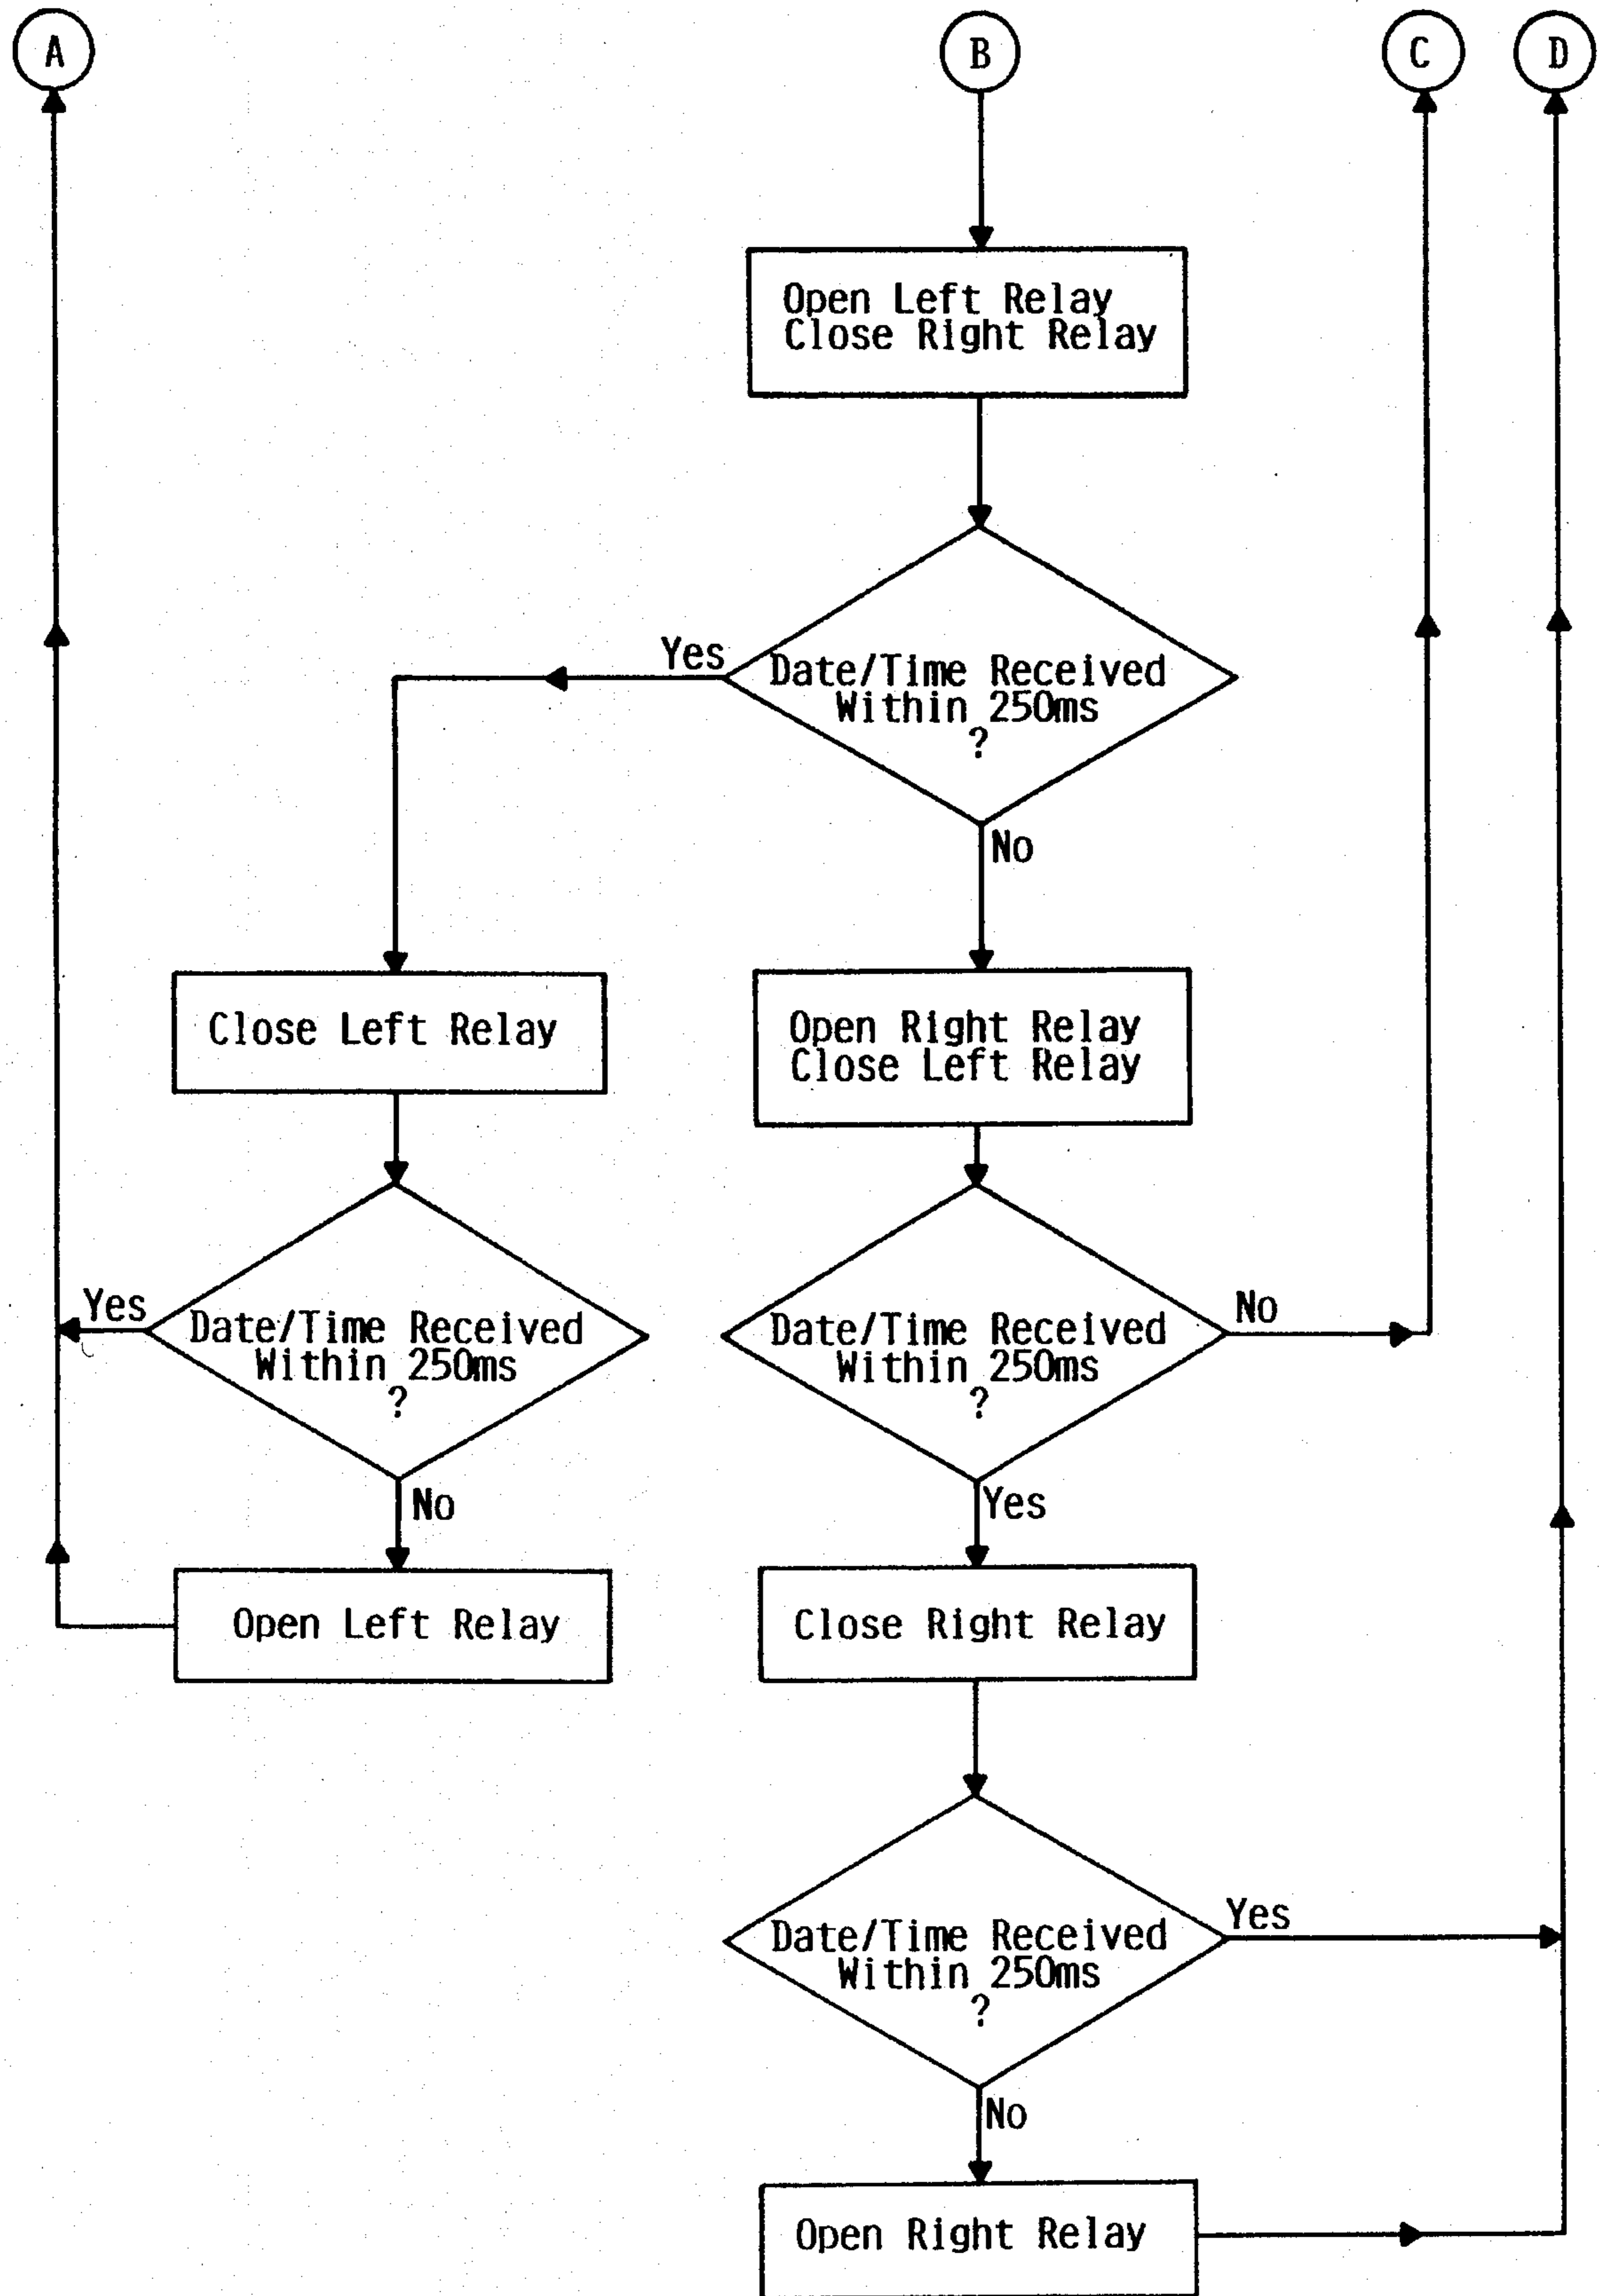 A
B
C
D
Open Left Relay
Close Right Relay
Yes
Date/Time Received
Within 250ms
?
No
Close Left Relay
Open Right Relay
Close Left Relay
Yes
Date/Time Received
Within 250ms
?
No
Date/Time Received
Within 250ms
?
No
Yes
Open Left Relay
Close Right Relay
Date/Time Received
Within 250ms
?
Yes
No
Open Right Relay